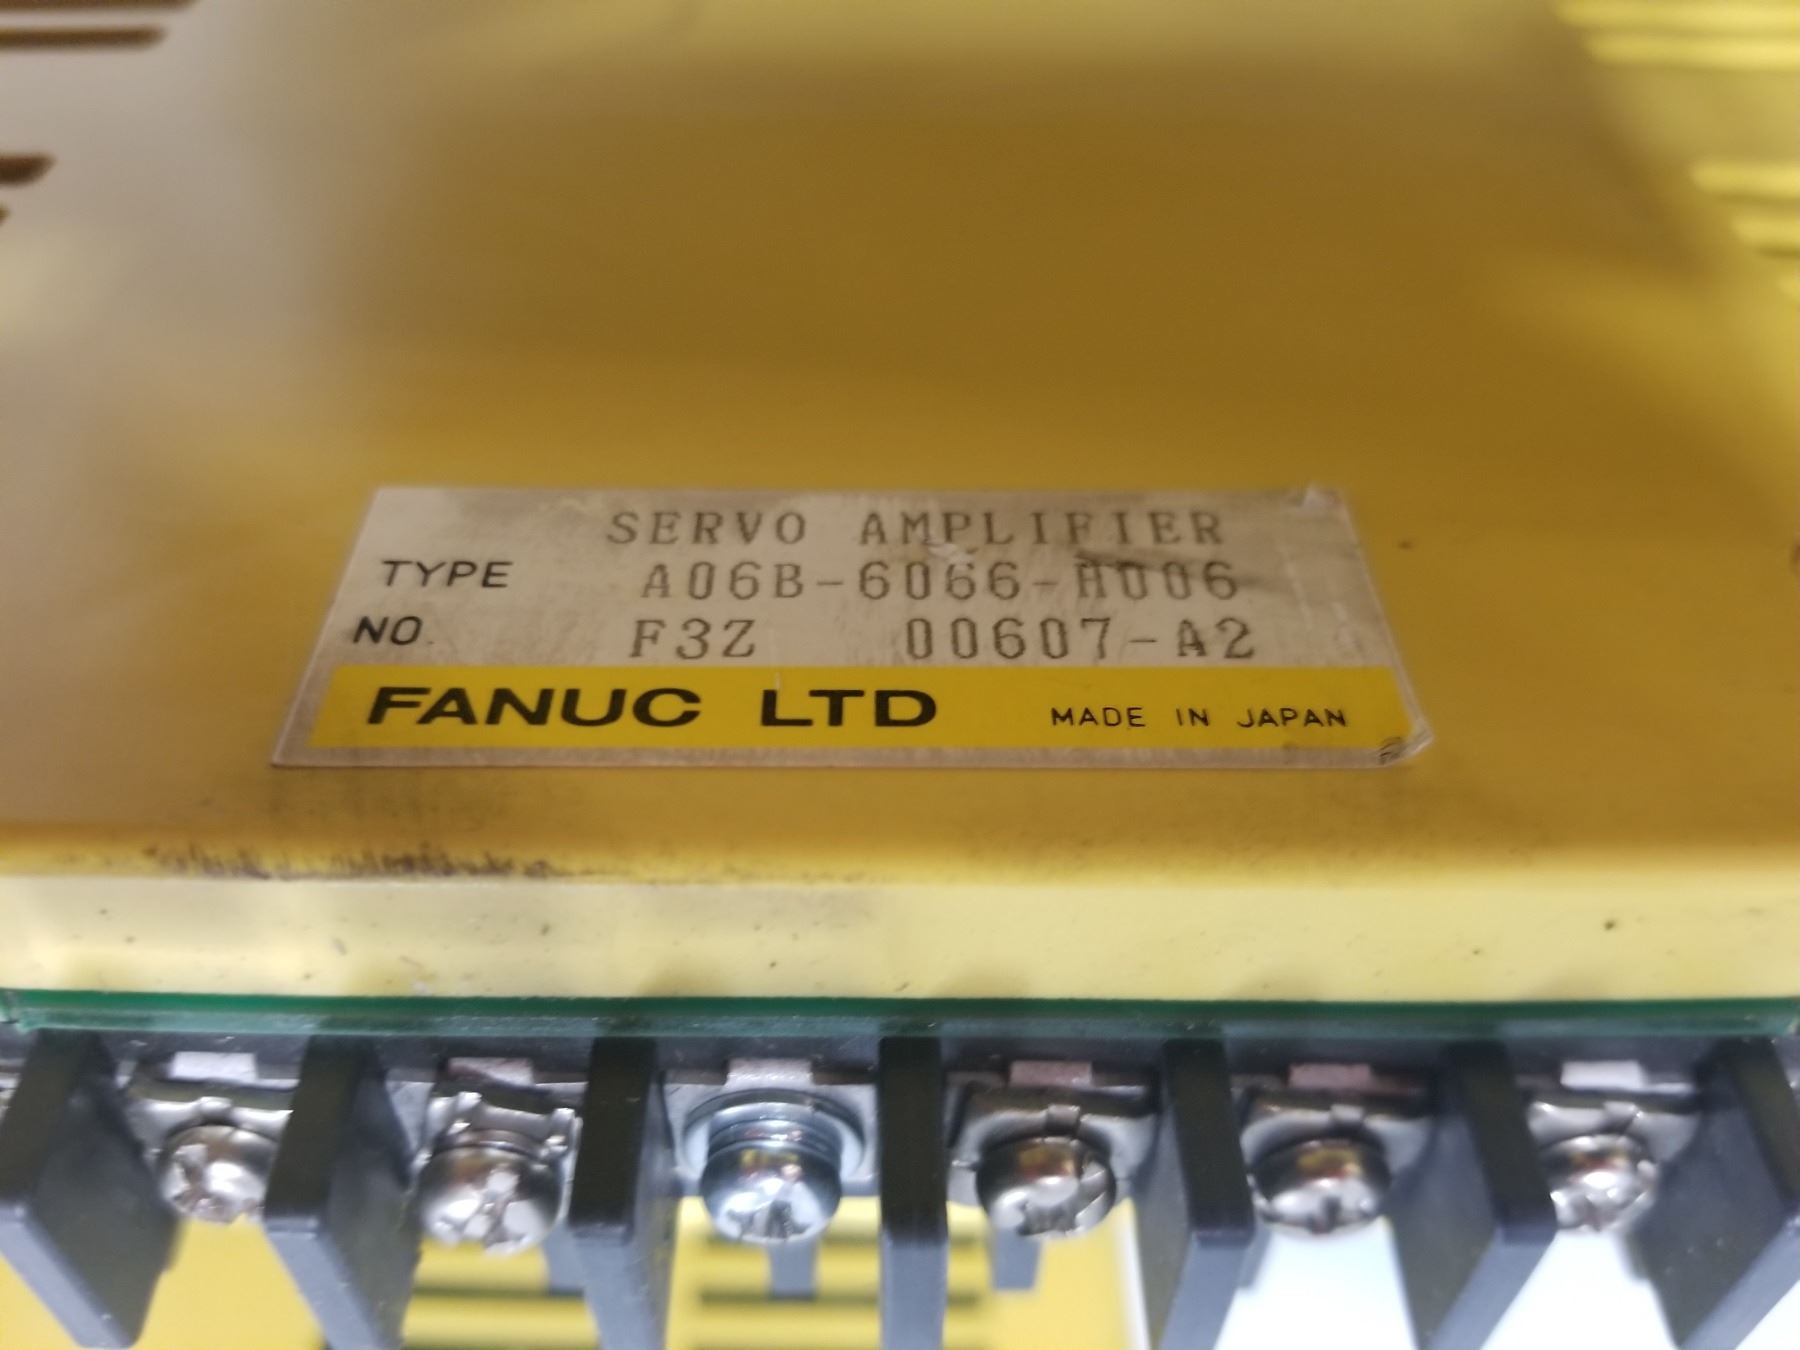 SERVO AMPLIFIER
TYPE A06B-6066-H006
NO. F3Z 00607-A2
FANUC LTD MADE IN JAPAN